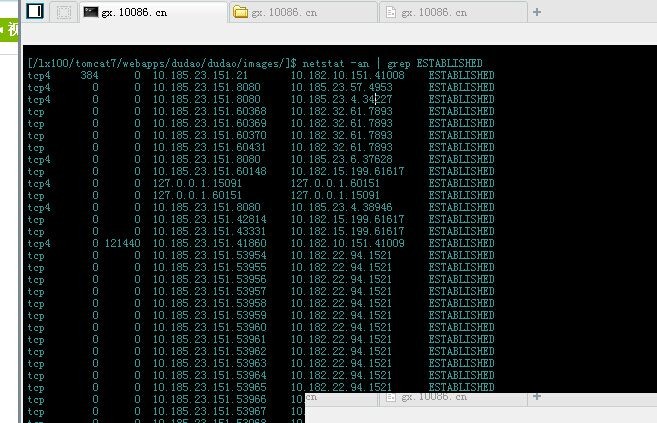 视
gx.10086.cn
gx.10086.cn
gx.10086.cn
[/lx100/tomcat7/webapps/dudao/dudao/images/]$ netstat -an | grep ESTABLISHED
tcp4 384 0 10.185.23.151.21 10.182.10.151.41008 ESTABLISHED
tcp4 0 0 10.185.23.151.8080 10.185.23.57.4953 ESTABLISHED
tcp4 0 0 10.185.23.151.8080 10.185.23.4.34227 ESTABLISHED
tcp 0 0 10.185.23.151.60368 10.182.32.61.7893 ESTABLISHED
tcp 0 0 10.185.23.151.60369 10.182.32.61.7893 ESTABLISHED
tcp 0 0 10.185.23.151.60370 10.182.32.61.7893 ESTABLISHED
tcp 0 0 10.185.23.151.60431 10.182.32.61.7893 ESTABLISHED
tcp4 0 0 10.185.23.151.8080 10.185.23.6.37628 ESTABLISHED
tcp 0 0 10.185.23.151.60148 10.182.15.199.61617 ESTABLISHED
tcp4 0 0 127.0.0.1.15091 127.0.0.1.60151 ESTABLISHED
tcp 0 0 127.0.0.1.60151 127.0.0.1.15091 ESTABLISHED
tcp4 0 0 10.185.23.151.8080 10.185.23.4.38946 ESTABLISHED
tcp 0 0 10.185.23.151.42814 10.182.15.199.61617 ESTABLISHED
tcp 0 0 10.185.23.151.43331 10.182.15.199.61617 ESTABLISHED
tcp4 0 121440 10.185.23.151.41860 10.182.10.151.41009 ESTABLISHED
tcp 0 0 10.185.23.151.53954 10.182.22.94.1521 ESTABLISHED
tcp 0 0 10.185.23.151.53955 10.182.22.94.1521 ESTABLISHED
tcp 0 0 10.185.23.151.53956 10.182.22.94.1521 ESTABLISHED
tcp 0 0 10.185.23.151.53957 10.182.22.94.1521 ESTABLISHED
tcp 0 0 10.185.23.151.53958 10.182.22.94.1521 ESTABLISHED
tcp 0 0 10.185.23.151.53959 10.182.22.94.1521 ESTABLISHED
tcp 0 0 10.185.23.151.53960 10.182.22.94.1521 ESTABLISHED
tcp 0 0 10.185.23.151.53961 10.182.22.94.1521 ESTABLISHED
tcp 0 0 10.185.23.151.53962 10.182.22.94.1521 ESTABLISHED
tcp 0 0 10.185.23.151.53963 10.182.22.94.1521 ESTABLISHED
tcp 0 0 10.185.23.151.53964 10.182.22.94.1521 ESTABLISHED
tcp 0 0 10.185.23.151.53965 10.182.22.94.1521 ESTABLISHED
tcp 0 0 10.185.23.151.53966 10 cn gx.10086.cn
tcp 0 0 10.185.23.151.53967 10